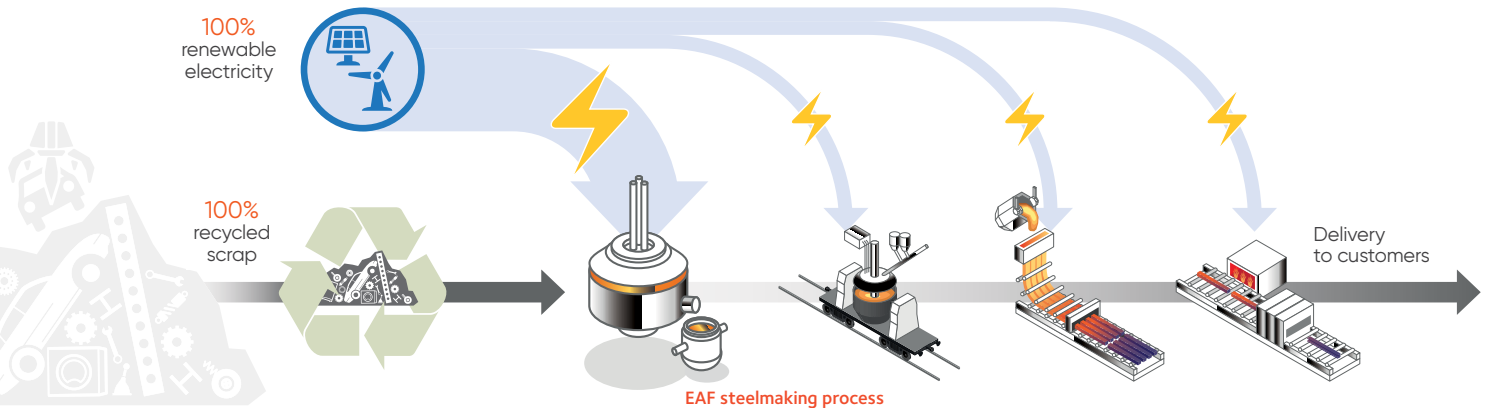 100%
renewable
electricity
100%
recycled
scrap
Delivery
to customers
EAF steelmaking process